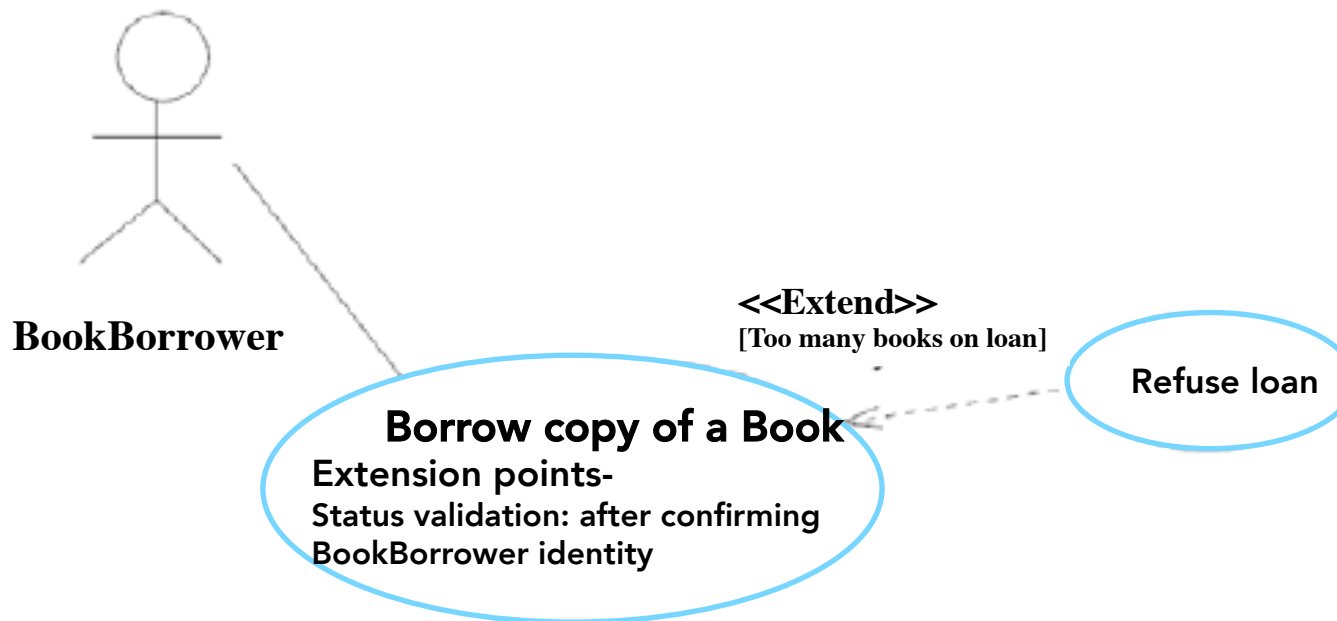 BookBorrower
<<Extend>>
[Too many books on loan]
Refuse loan
Borrow copy of a Book
Extension points-
Status validation: after confirming
BookBorrower identity